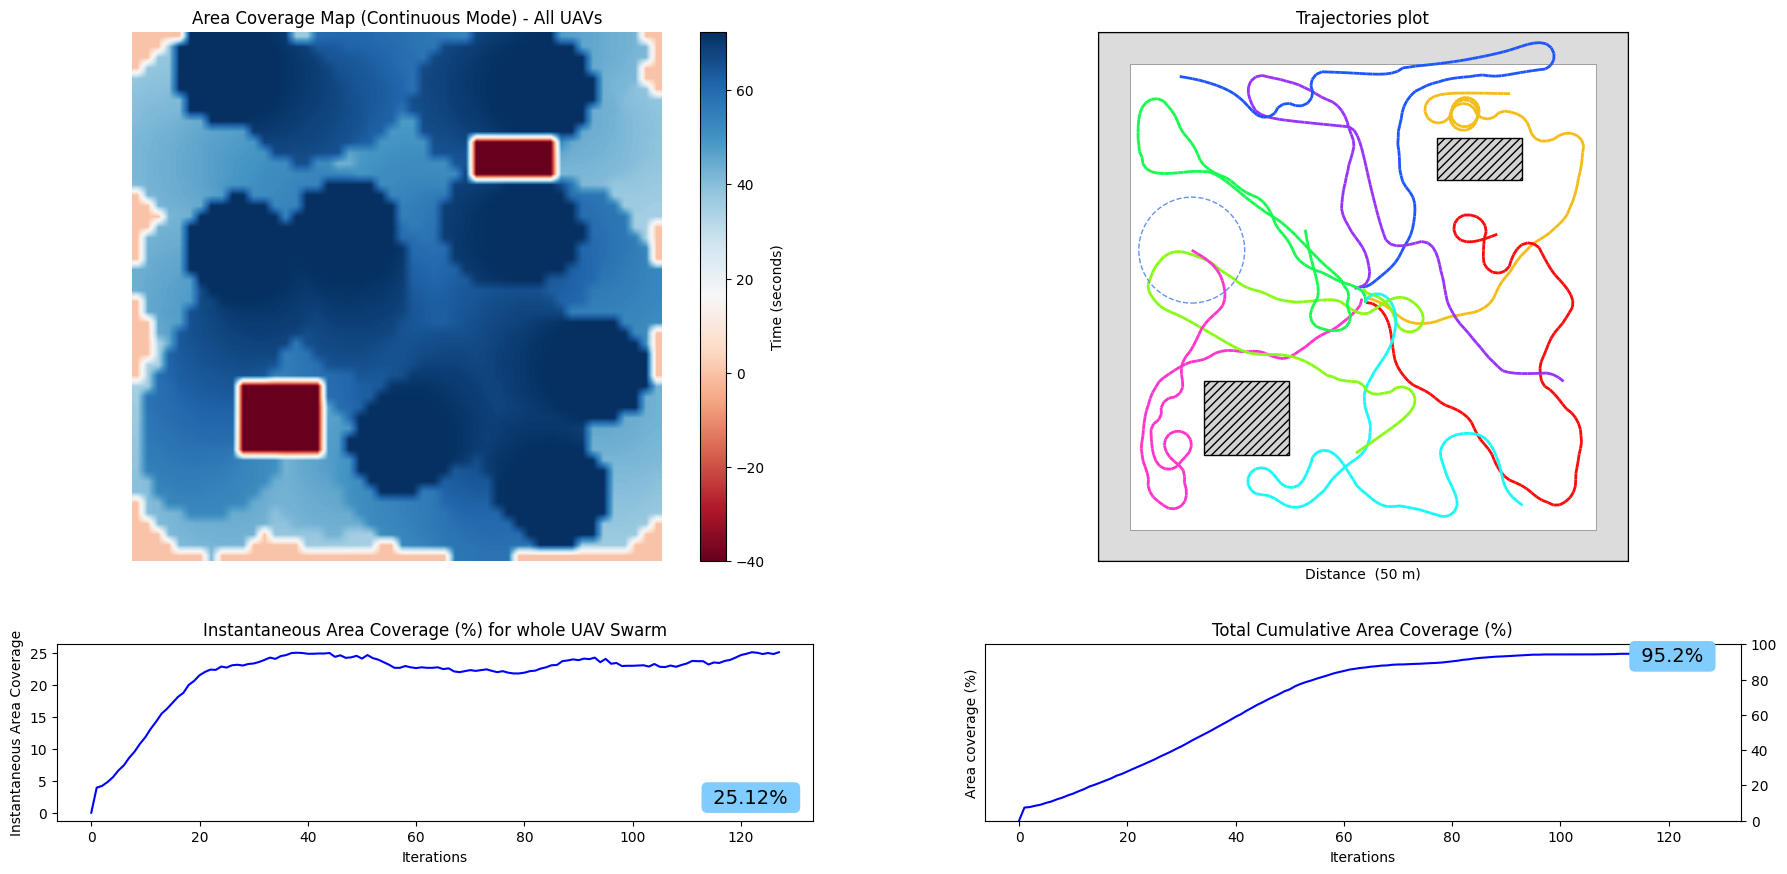 Area Coverage Map (Continuous Mode) - All UAVs
60
40
20
0
−20
−40
Time (seconds)
Trajectories plot
Distance  (50 m)
Instantaneous Area Coverage (%) for whole UAV Swarm
Instantaneous Area Coverage
25
20
15
10
5
0
25.12%
0 20 40 60 80 100 120
Iterations
Total Cumulative Area Coverage (%)
Area coverage (%)
95.2%
100
80
60
40
20
0
0 20 40 60 80 100 120
Iterations